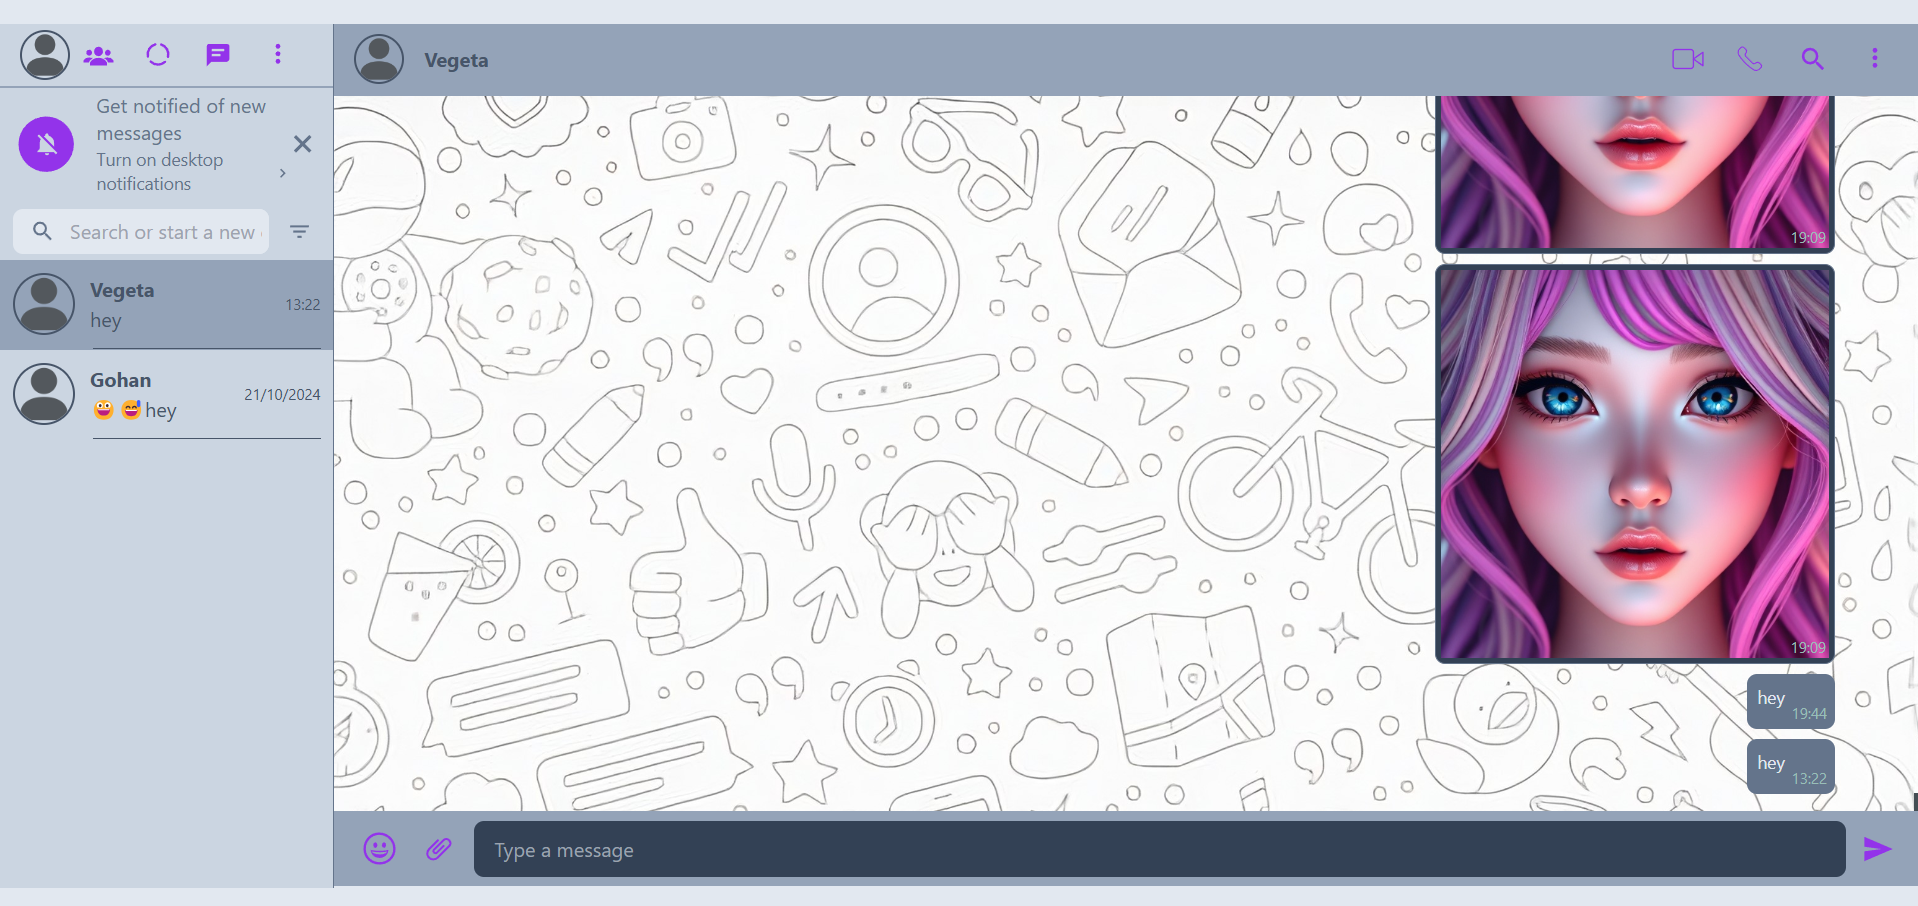 Get notified of new
messages
Turn on desktop
notifications
Search or start a new
Vegeta
13:22
hey
Gohan
21/10/2024
😀 😅hey
Vegeta
19:09
19:09
hey
19:44
hey
13:22
Type a message